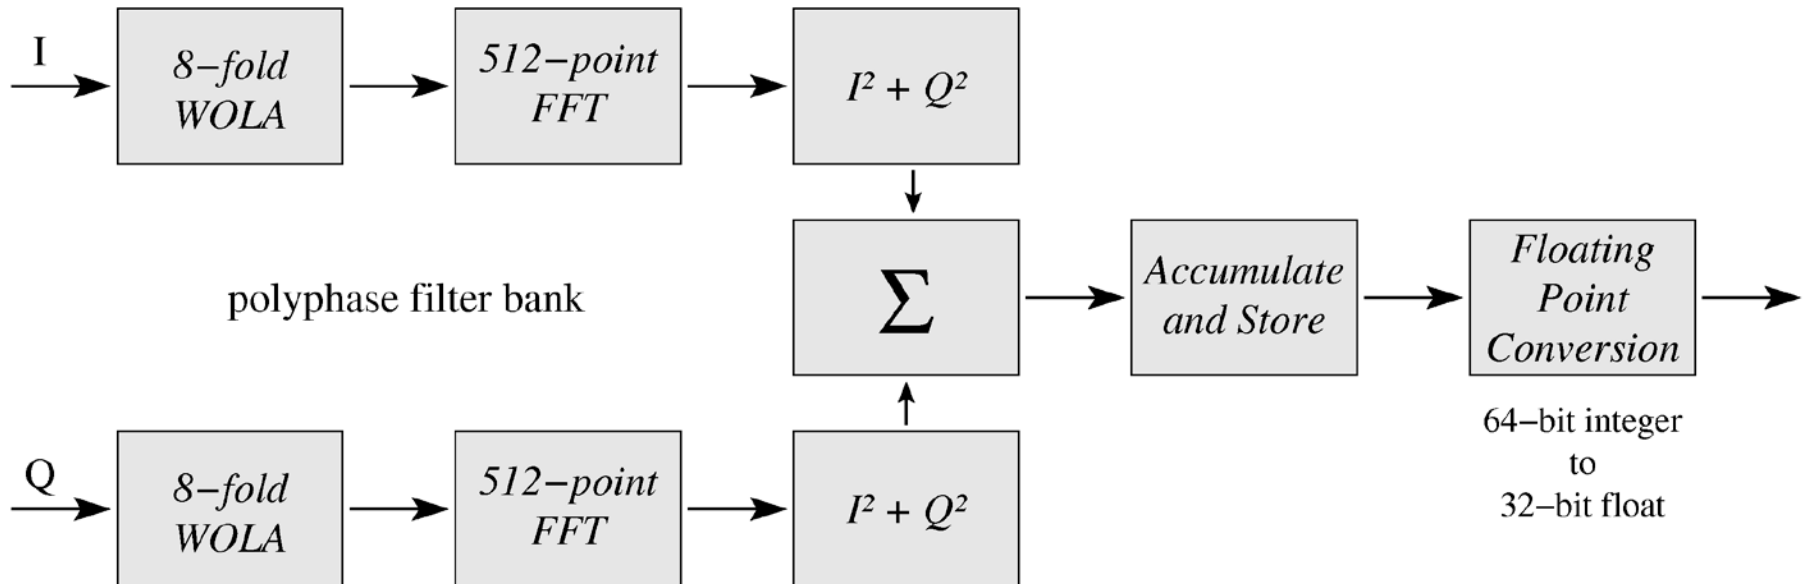 I
8−fold
WOLA
512−point
FFT
I² + Q²
polyphase filter bank
Σ
Accumulate
and Store
Floating
Point
Conversion
64−bit integer
to
32−bit float
Q
8−fold
WOLA
512−point
FFT
I² + Q²